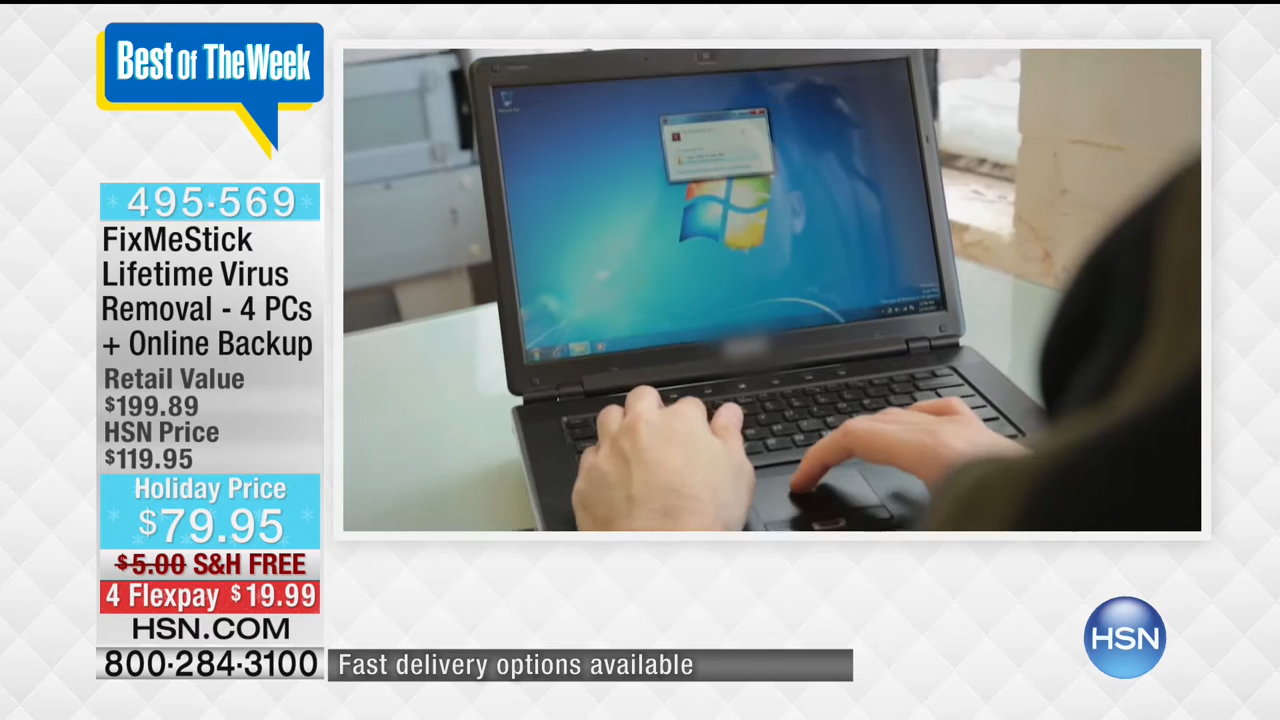 Best of The Week
495·569
FixMeStick
Lifetime Virus
Removal - 4 PCs
+ Online Backup
Retail Value
$199.89
HSN Price
$119.95
Holiday Price
$79.95
$5.00 S&H FREE
4 Flexpay $19.99
HSN.COM
800·284·3100
Fast delivery options available
HSN